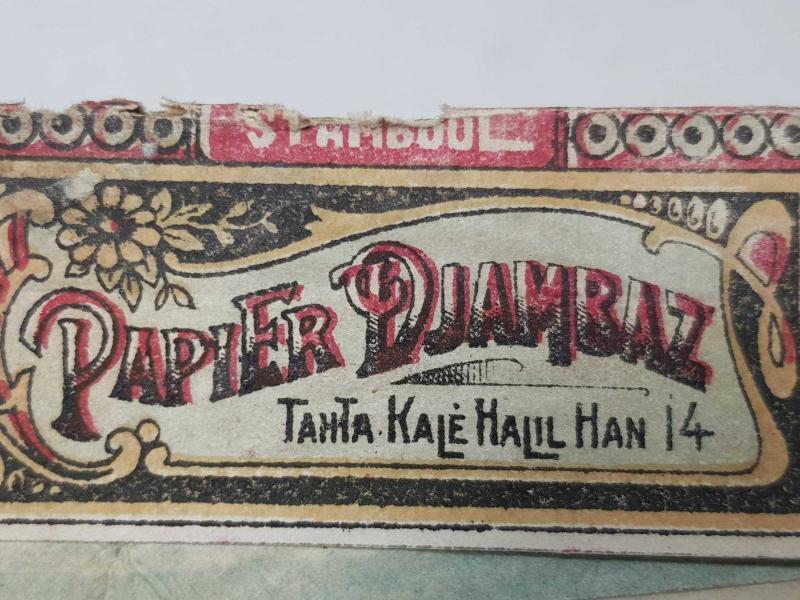 STAMBOUL
PAPIER DJAMBAZ
TAHTA·KALÉ HALIL HAN 14